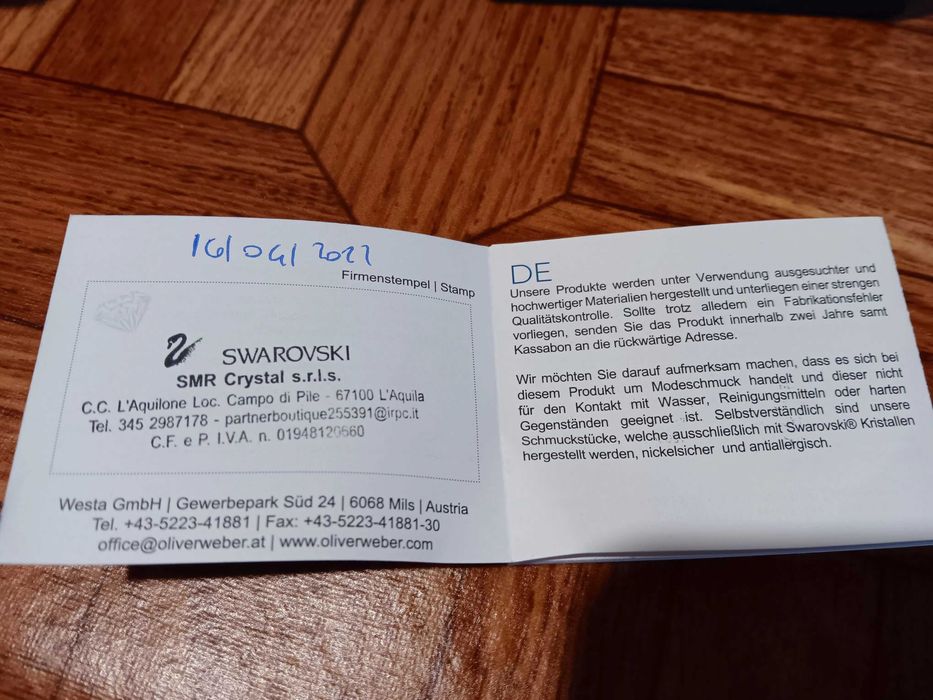 16/04/2022
Firmenstempel | Stamp
SWAROVSKI
SMR Crystal s.r.l.s.
C.C. L'Aquilone Loc. Campo di Pile - 67100 L'Aquila
Tel. 345 2987178 - partnerboutique255391@irpc.it
C.F. e P. I.V.A. n. 01948120660
Westa GmbH | Gewerbepark Süd 24 | 6068 Mils | Austria
Tel. +43-5223-41881 | Fax: +43-5223-41881-30
office@oliverweber.at | www.oliverweber.com
DE
Unsere Produkte werden unter Verwendung ausgesuchter und
hochwertiger Materialien hergestellt und unterliegen einer strengen
Qualitätskontrolle. Sollte trotz alledem ein Fabrikationsfehler
vorliegen, senden Sie das Produkt innerhalb zwei Jahre samt
Kassabon an die rückwärtige Adresse.
Wir möchten Sie darauf aufmerksam machen, dass es sich bei
diesem Produkt um Modeschmuck handelt und dieser nicht
für den Kontakt mit Wasser, Reinigungsmitteln oder harten
Gegenständen geeignet ist. Selbstverständlich sind unsere
Schmuckstücke, welche ausschließlich mit Swarovski® Kristallen
hergestellt werden, nickelsicher und antiallergisch.